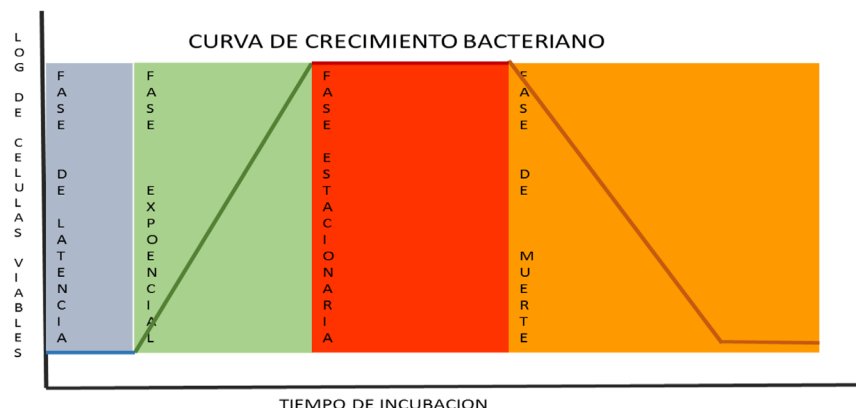 CURVA DE CRECIMIENTO BACTERIANO
LOG DE CELULAS VIABLES
FASE DE LATENCIA
FASE EXPOENCIAL
FASE ESTACIONARIA
FASE DE MUERTE
TIEMPO DE INCUBACION